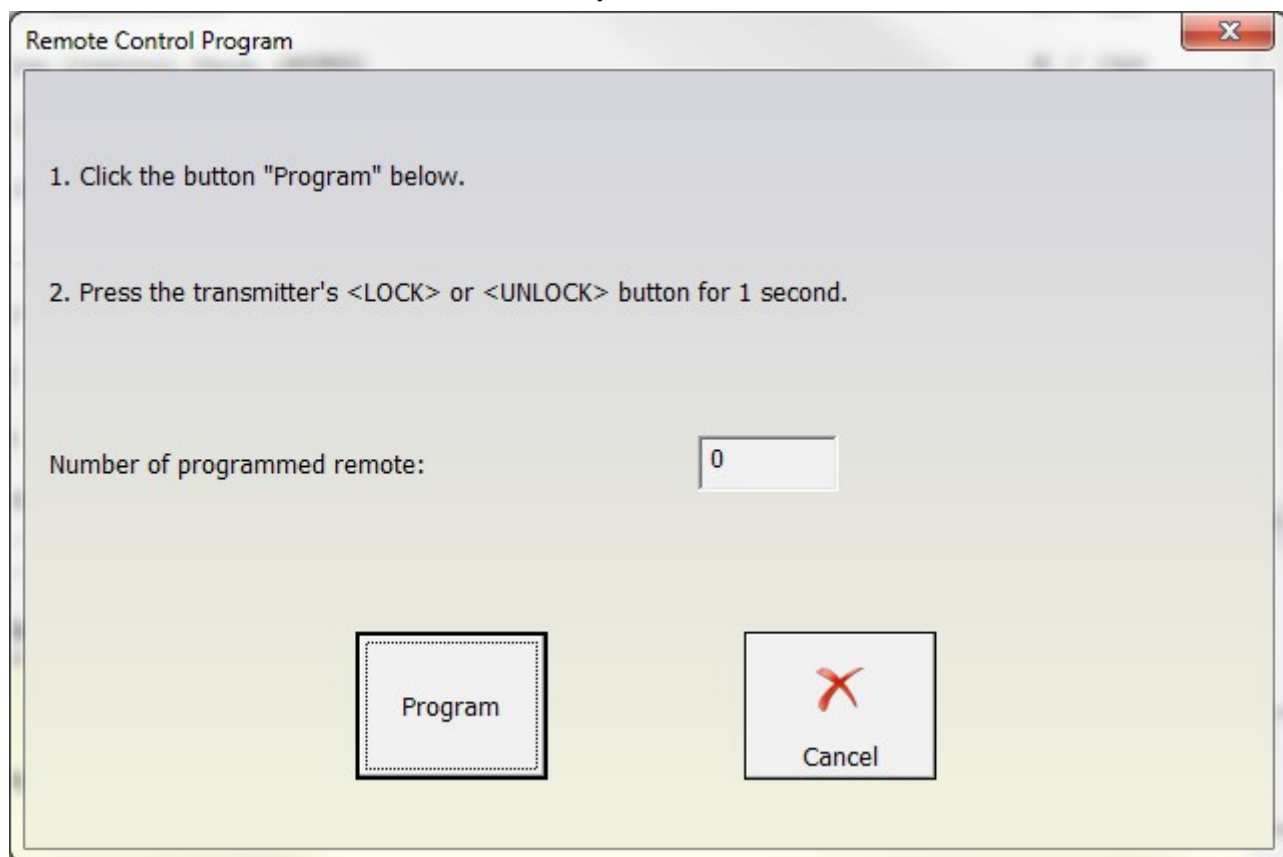 Remote Control Program
1. Click the button "Program" below.
2. Press the transmitter's <LOCK> or <UNLOCK> button for 1 second.
Number of programmed remote:
0
Program
Cancel